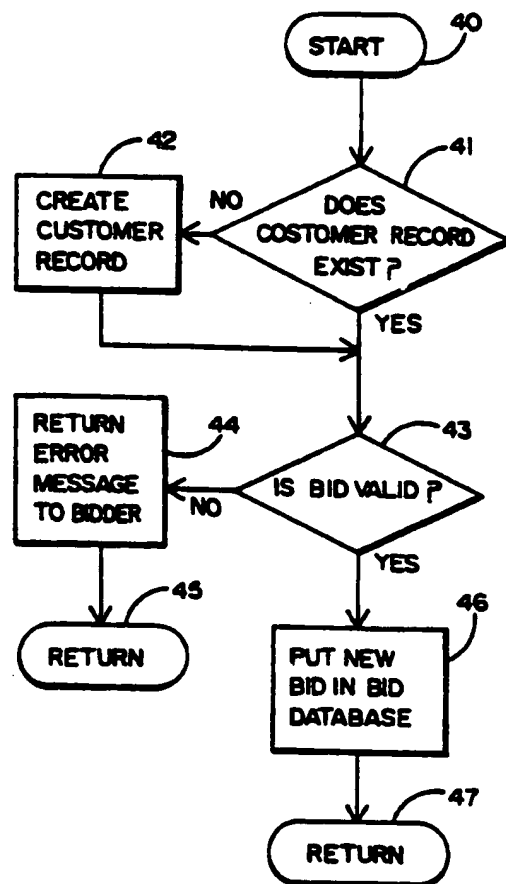 START
40
42
41
CREATE
CUSTOMER
RECORD
NO
DOES
COSTOMER RECORD
EXIST?
YES
RETURN
ERROR
MESSAGE
TO BIDDER
44
43
NO
IS BID VALID?
YES
45
RETURN
46
PUT NEW
BID IN BID
DATABASE
47
RETURN